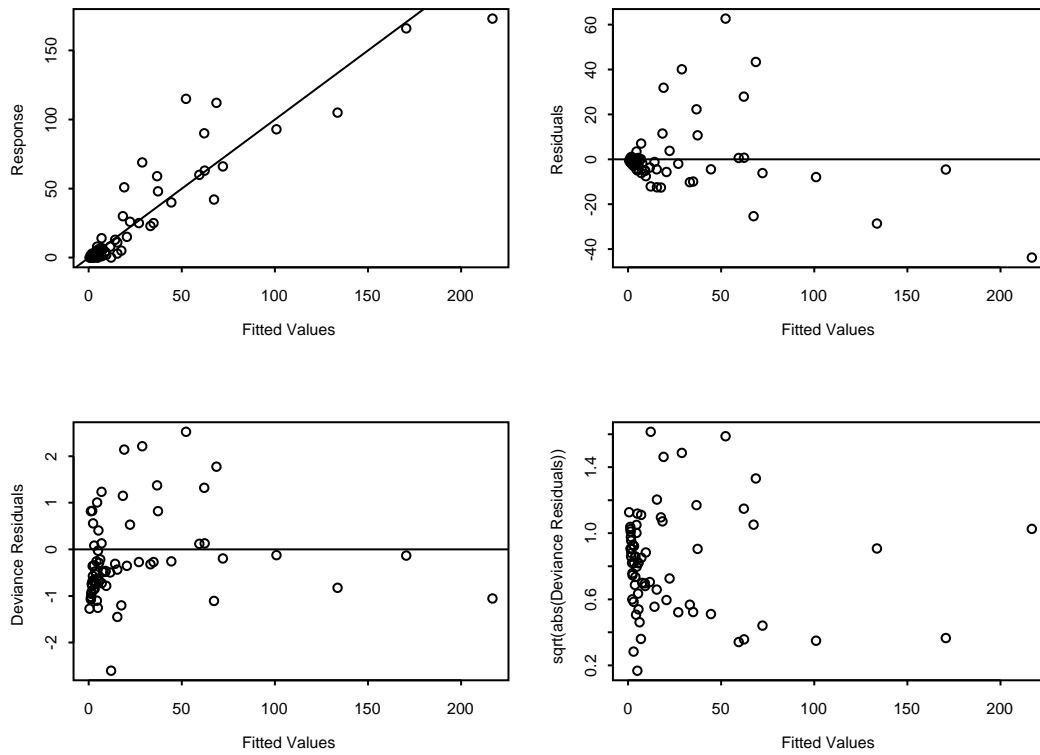 Response
0 50 100 150
0 50 100 150 200
Fitted Values
Residuals
-40 -20 0 20 40 60
0 50 100 150 200
Fitted Values
Deviance Residuals
-2 -1 0 1 2
0 50 100 150 200
Fitted Values
sqrt(abs(Deviance Residuals))
0.2 0.6 1.0 1.4
0 50 100 150 200
Fitted Values